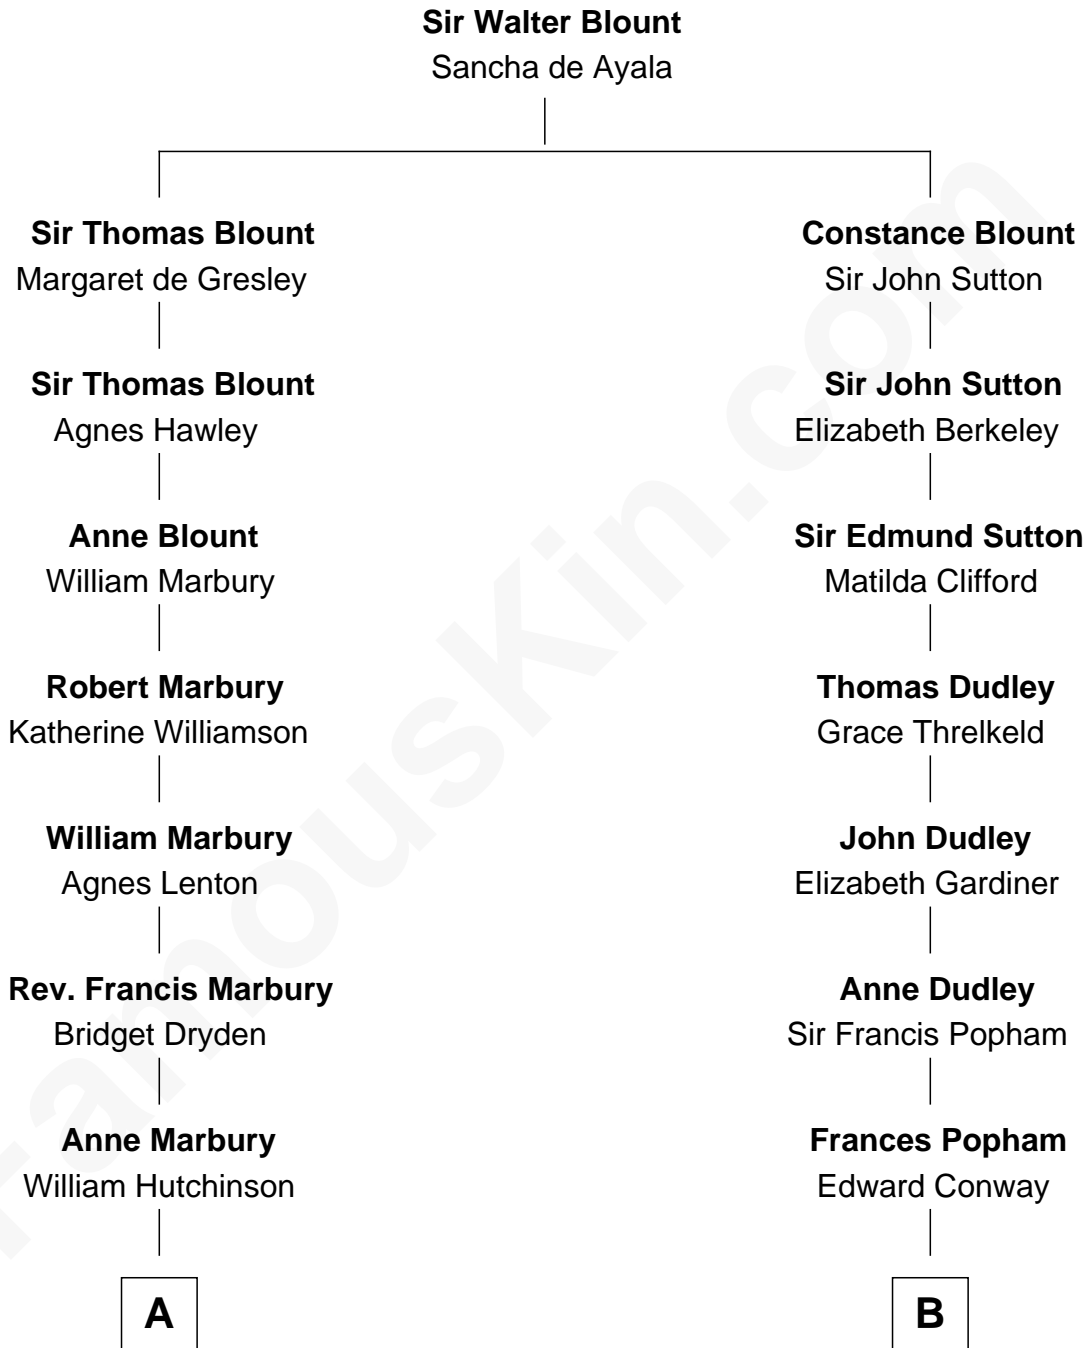 Sir Walter Blount
Sancha de Ayala
Sir Thomas Blount
Margaret de Gresley
Sir Thomas Blount
Agnes Hawley
Anne Blount
William Marbury
Robert Marbury
Katherine Williamson
William Marbury
Agnes Lenton
Rev. Francis Marbury
Bridget Dryden
Anne Marbury
William Hutchinson
A
Constance Blount
Sir John Sutton
Sir John Sutton
Elizabeth Berkeley
Sir Edmund Sutton
Matilda Clifford
Thomas Dudley
Grace Threlkeld
John Dudley
Elizabeth Gardiner
Anne Dudley
Sir Francis Popham
Frances Popham
Edward Conway
B
FamousKin.com